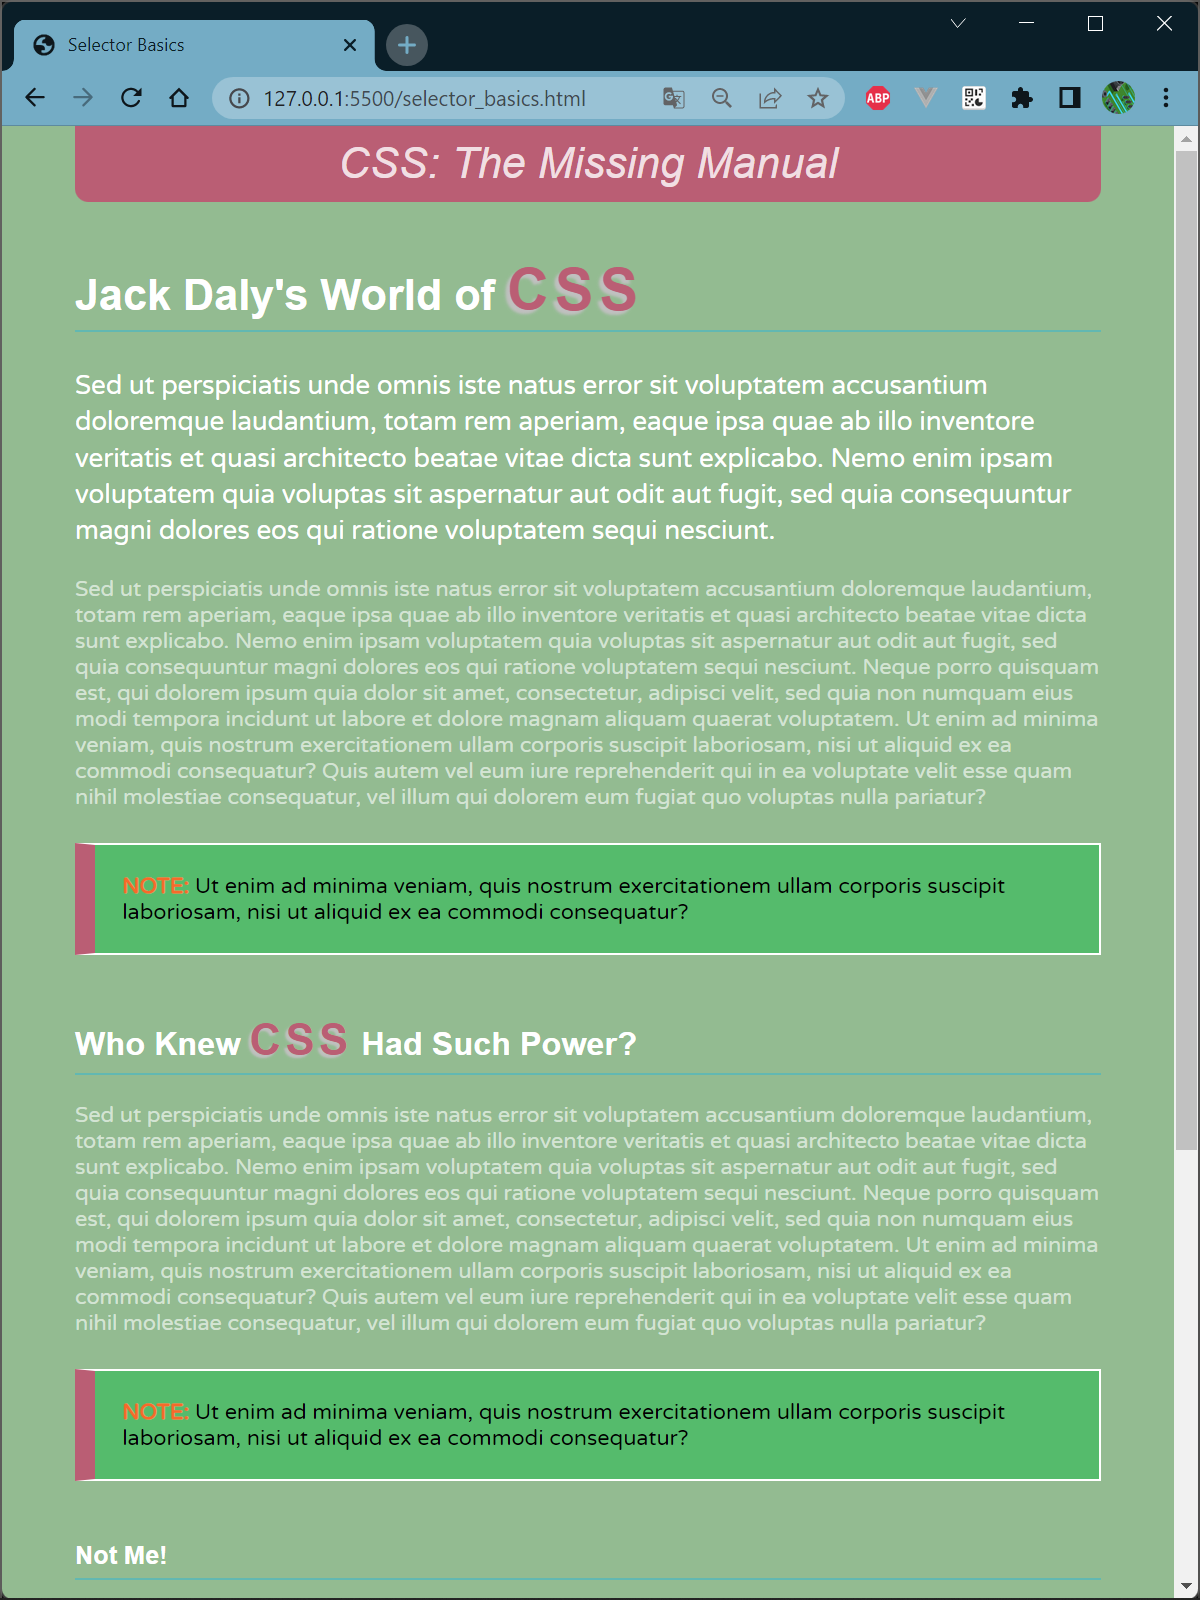 Selector Basics
127.0.0.1:5500/selector_basics.html
ABP
CSS: The Missing Manual
Jack Daly's World of CSS
Sed ut perspiciatis unde omnis iste natus error sit voluptatem accusantium
doloremque laudantium, totam rem aperiam, eaque ipsa quae ab illo inventore
veritatis et quasi architecto beatae vitae dicta sunt explicabo. Nemo enim ipsam
voluptatem quia voluptas sit aspernatur aut odit aut fugit, sed quia consequuntur
magni dolores eos qui ratione voluptatem sequi nesciunt.
Sed ut perspiciatis unde omnis iste natus error sit voluptatem accusantium doloremque laudantium,
totam rem aperiam, eaque ipsa quae ab illo inventore veritatis et quasi architecto beatae vitae dicta
sunt explicabo. Nemo enim ipsam voluptatem quia voluptas sit aspernatur aut odit aut fugit, sed
quia consequuntur magni dolores eos qui ratione voluptatem sequi nesciunt. Neque porro quisquam
est, qui dolorem ipsum quia dolor sit amet, consectetur, adipisci velit, sed quia non numquam eius
modi tempora incidunt ut labore et dolore magnam aliquam quaerat voluptatem. Ut enim ad minima
veniam, quis nostrum exercitationem ullam corporis suscipit laboriosam, nisi ut aliquid ex ea
commodi consequatur? Quis autem vel eum iure reprehenderit qui in ea voluptate velit esse quam
nihil molestiae consequatur, vel illum qui dolorem eum fugiat quo voluptas nulla pariatur?
NOTE: Ut enim ad minima veniam, quis nostrum exercitationem ullam corporis suscipit
laboriosam, nisi ut aliquid ex ea commodi consequatur?
Who Knew CSS Had Such Power?
Sed ut perspiciatis unde omnis iste natus error sit voluptatem accusantium doloremque laudantium,
totam rem aperiam, eaque ipsa quae ab illo inventore veritatis et quasi architecto beatae vitae dicta
sunt explicabo. Nemo enim ipsam voluptatem quia voluptas sit aspernatur aut odit aut fugit, sed
quia consequuntur magni dolores eos qui ratione voluptatem sequi nesciunt. Neque porro quisquam
est, qui dolorem ipsum quia dolor sit amet, consectetur, adipisci velit, sed quia non numquam eius
modi tempora incidunt ut labore et dolore magnam aliquam quaerat voluptatem. Ut enim ad minima
veniam, quis nostrum exercitationem ullam corporis suscipit laboriosam, nisi ut aliquid ex ea
commodi consequatur? Quis autem vel eum iure reprehenderit qui in ea voluptate velit esse quam
nihil molestiae consequatur, vel illum qui dolorem eum fugiat quo voluptas nulla pariatur?
NOTE: Ut enim ad minima veniam, quis nostrum exercitationem ullam corporis suscipit
laboriosam, nisi ut aliquid ex ea commodi consequatur?
Not Me!